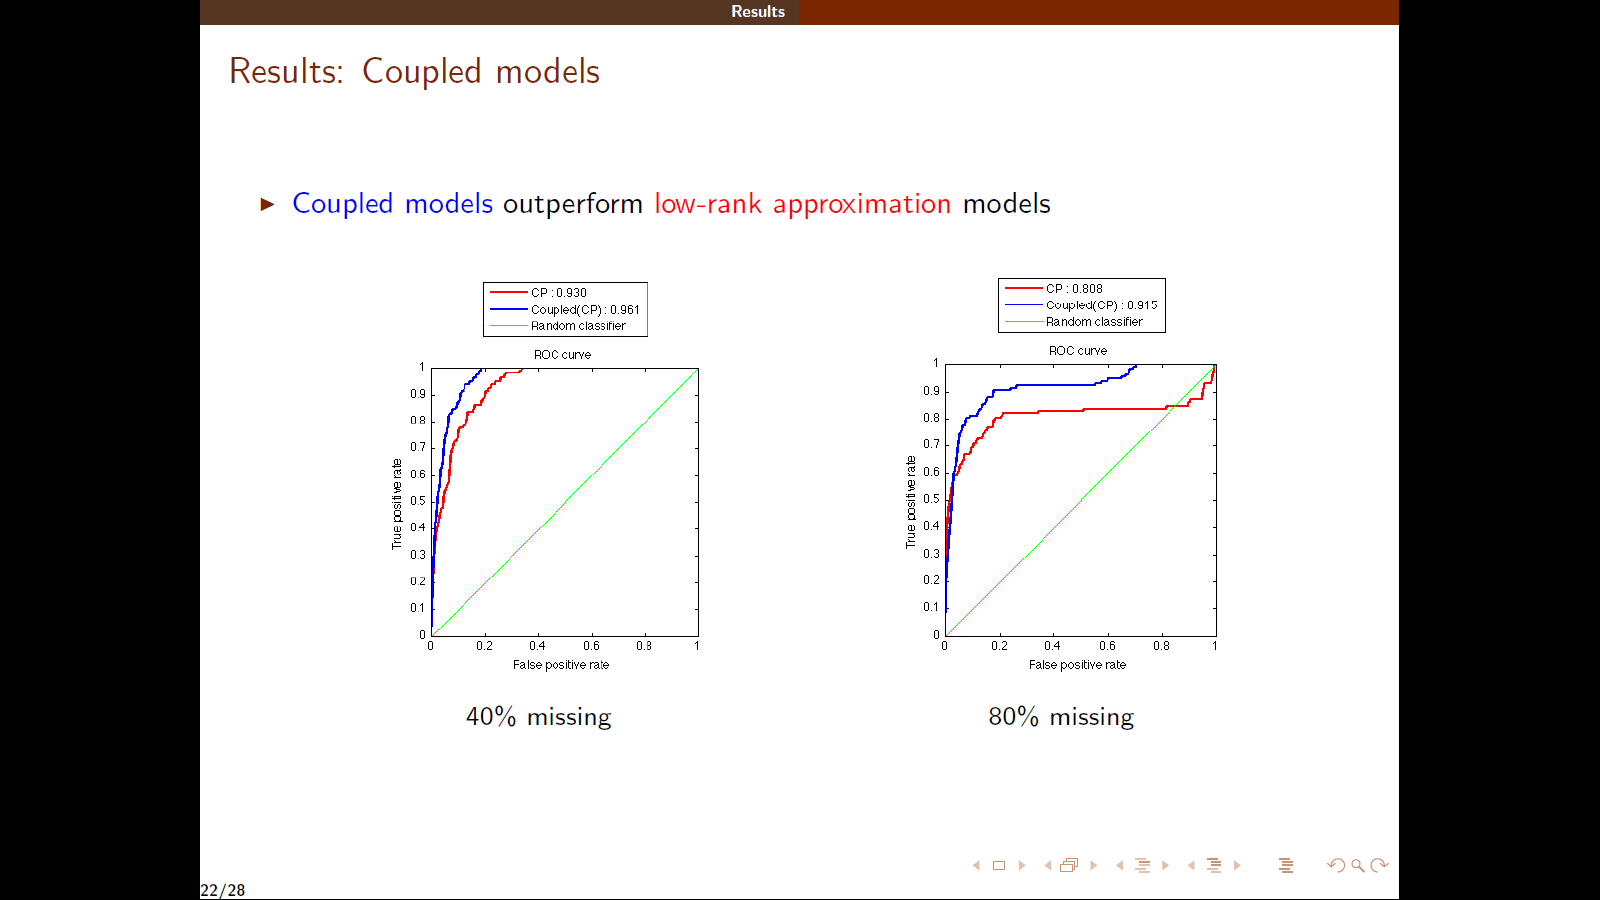 Results
Results: Coupled models
Coupled models outperform low-rank approximation models
CP : 0.930
Coupled(CP) : 0.961
Random classifier
ROC curve
1
0.9
0.8
0.7
0.6
0.5
0.4
0.3
0.2
0.1
0
True positive rate
0 0.2 0.4 0.6 0.8 1
False positive rate
40% missing
CP : 0.808
Coupled(CP) : 0.915
Random classifier
ROC curve
1
0.9
0.8
0.7
0.6
0.5
0.4
0.3
0.2
0.1
0
True positive rate
0 0.2 0.4 0.6 0.8 1
False positive rate
80% missing
22/28